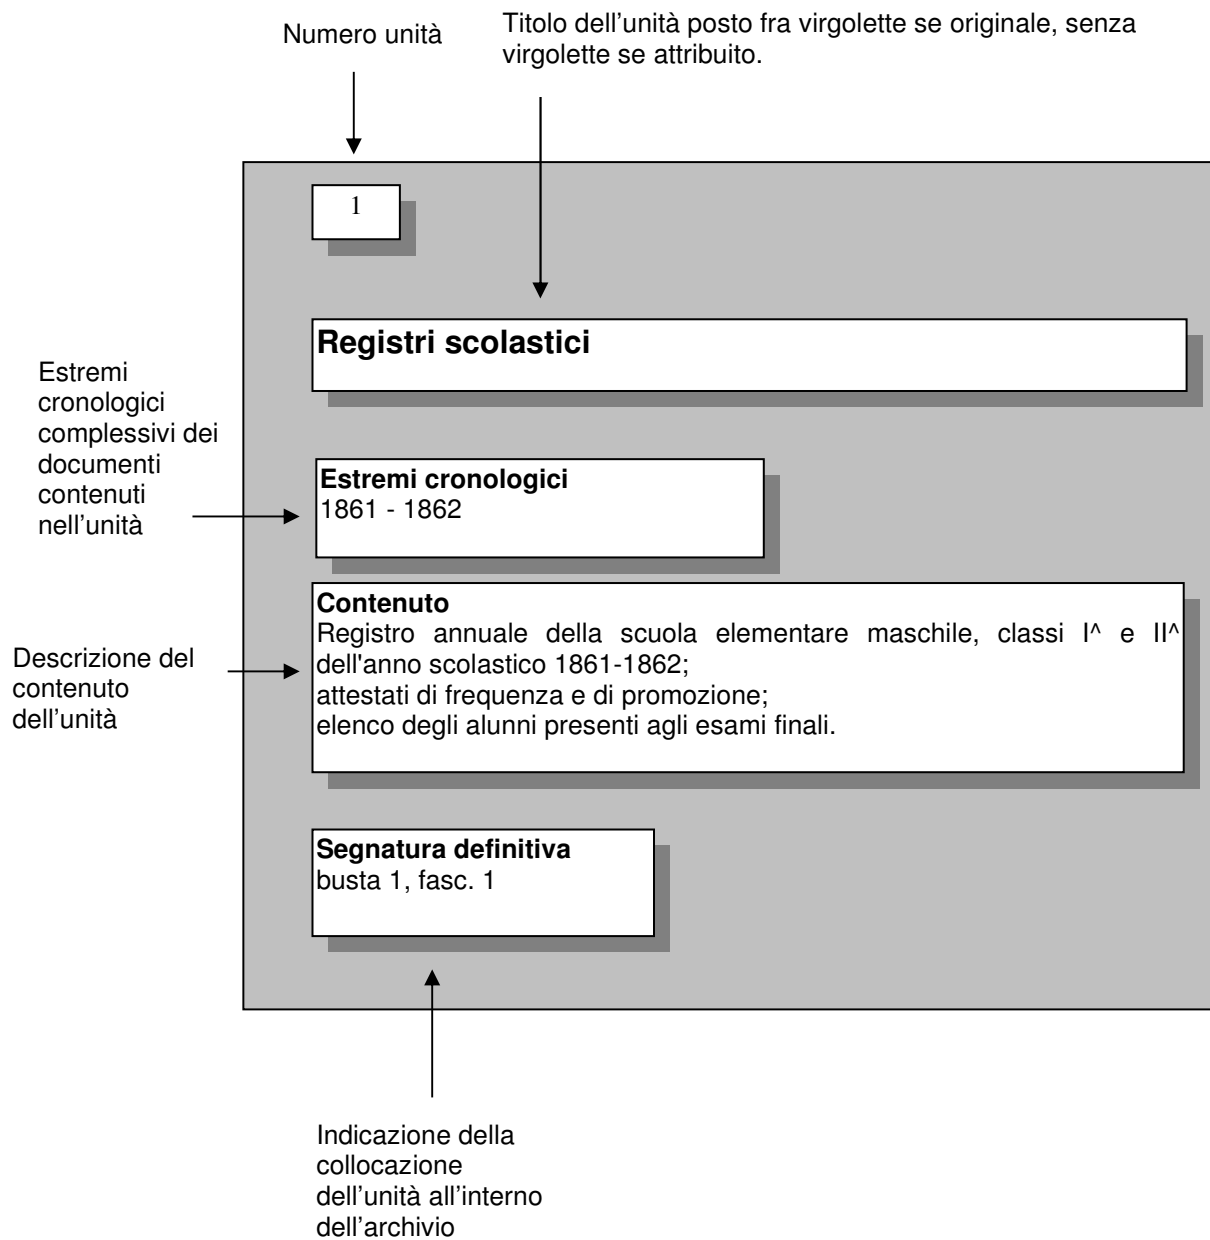 Numero unità
Titolo dell'unità posto fra virgolette se originale, senza
virgolette se attribuito.
1
Registri scolastici
Estremi
cronologici
complessivi dei
documenti
contenuti
nell'unità
Estremi cronologici
1861 - 1862
Descrizione del
contenuto
dell'unità
Contenuto
Registro annuale della scuola elementare maschile, classi I^ e II^
dell'anno scolastico 1861-1862;
attestati di frequenza e di promozione;
elenco degli alunni presenti agli esami finali.
Segnatura definitiva
busta 1, fasc. 1
Indicazione della
collocazione
dell'unità all'interno
dell'archivio